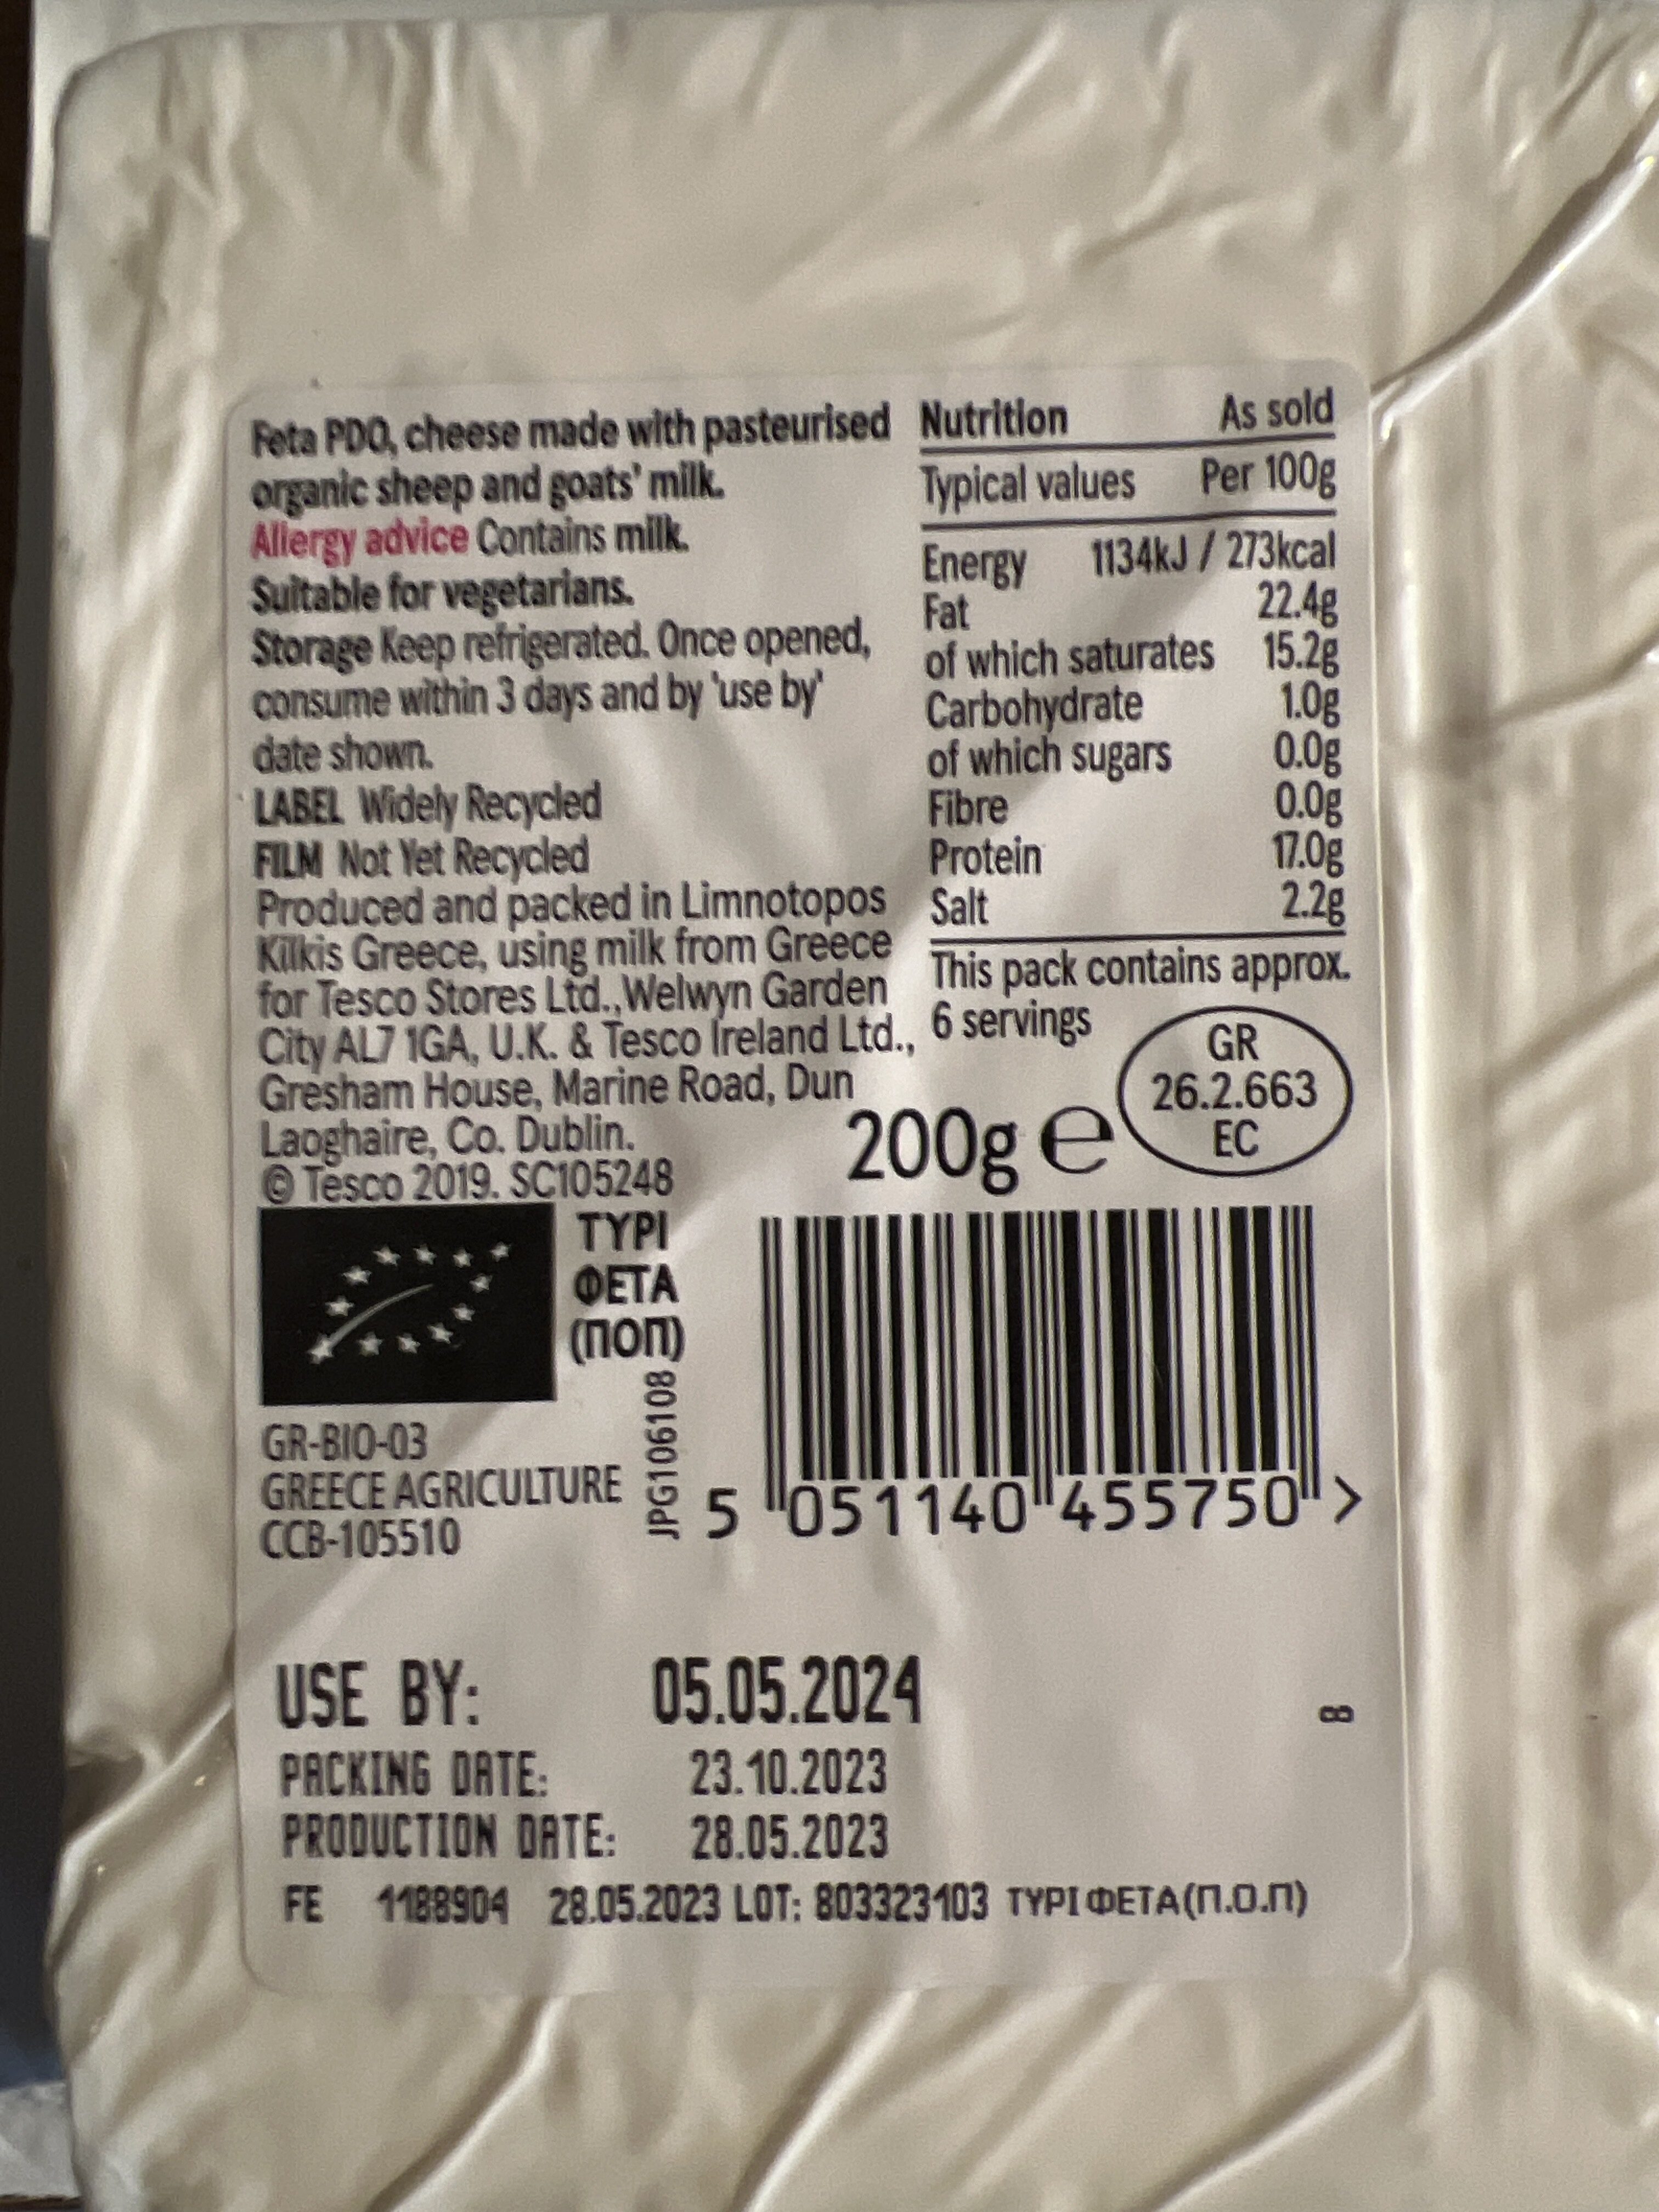 Feta PDO, cheese made with pasteurised
organic sheep and goats' milk.
Allergy advice Contains milk.
Suitable for vegetarians.
Storage Keep refrigerated. Once opened,
consume within 3 days and by 'use by'
date shown.
LABEL Widely Recycled
FILM Not Yet Recycled
Produced and packed in Limnotopos
Kilkis Greece, using milk from Greece
for Tesco Stores Ltd.,Welwyn Garden
City AL7 1GA, U.K. & Tesco Ireland Ltd.,
Gresham House, Marine Road, Dun
Laoghaire, Co. Dublin.
© Tesco 2019. SC105248
Nutrition As sold
Typical values Per 100g
Energy 1134kJ / 273kcal
Fat 22.4g
of which saturates 15.2g
Carbohydrate 1.0g
of which sugars 0.0g
Fibre 0.0g
Protein 17.0g
Salt 2.2g
This pack contains approx.
6 servings
GR
26.2.663
EC
200g e
ΤΥΡΙ
ΦΕΤΑ
(ΠΟΠ)
JPG106108
GR-BIO-03
GREECE AGRICULTURE
CCB-105510
5 051140 455750 >
USE BY: 05.05.2024
8
PACKING DATE: 23.10.2023
PRODUCTION DATE: 28.05.2023
FE 1188904 28.05.2023 LOT: 803323103 ΤΥΡΙ ΦΕΤΑ (Π.Ο.Π)